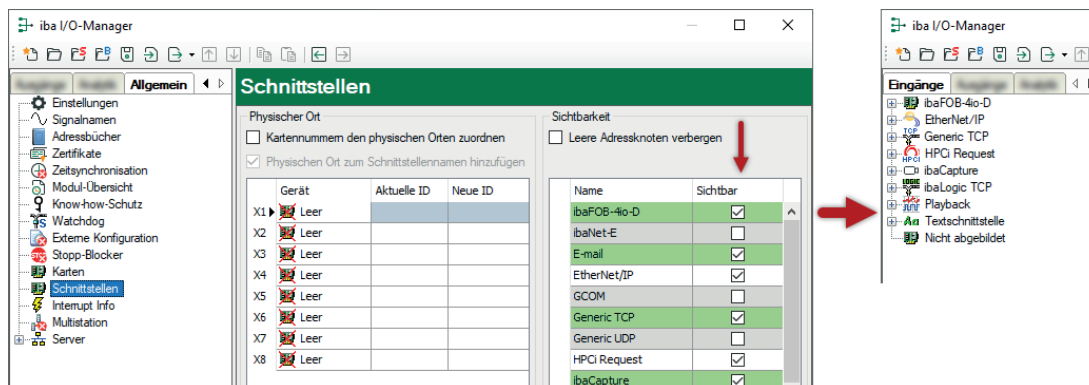 iba I/O-Manager
Allgemein
Einstellungen
Signalnamen
Adressbücher
Zertifikate
Zeitsynchronisation
Modul-Übersicht
Know-how-Schutz
Watchdog
Externe Konfiguration
Stopp-Blocker
Karten
Schnittstellen
Interrupt Info
Multistation
Server
Schnittstellen
Physischer Ort
Kartennummern den physischen Orten zuordnen
Physischen Ort zum Schnittstellennamen hinzufügen
Gerät Aktuelle ID Neue ID
X1 Leer
X2 Leer
X3 Leer
X4 Leer
X5 Leer
X6 Leer
X7 Leer
X8 Leer
Sichtbarkeit
Leere Adressknoten verbergen
Name Sichtbar
ibaFOB-4io-D
ibaNet-E
E-mail
EtherNet/IP
GCOM
Generic TCP
Generic UDP
HPCi Request
ibaCapture
iba I/O-Manager
Eingänge
ibaFOB-4io-D
EtherNet/IP
TCP Generic TCP
HPCi HPCi Request
ibaCapture
LOGIC ibaLogic TCP
Playback
Aa Textschnittstelle
Nicht abgebildet